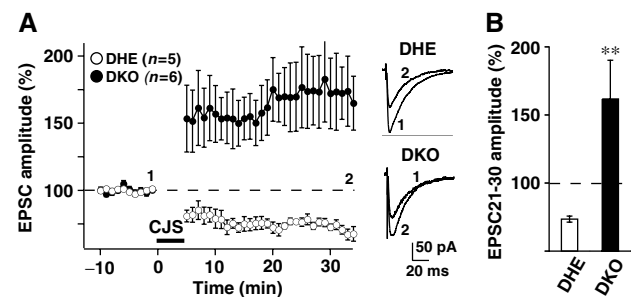 A
B
EPSC amplitude (%)
200
150
100
DHE (n=5)
DKO (n=6)
1
2
CJS
−10
0
10
20
30
Time (min)
DHE
2
1
DKO
1
2
50 pA
20 ms
EPSC21-30 amplitude (%)
200
150
100
50
**
DHE
DKO